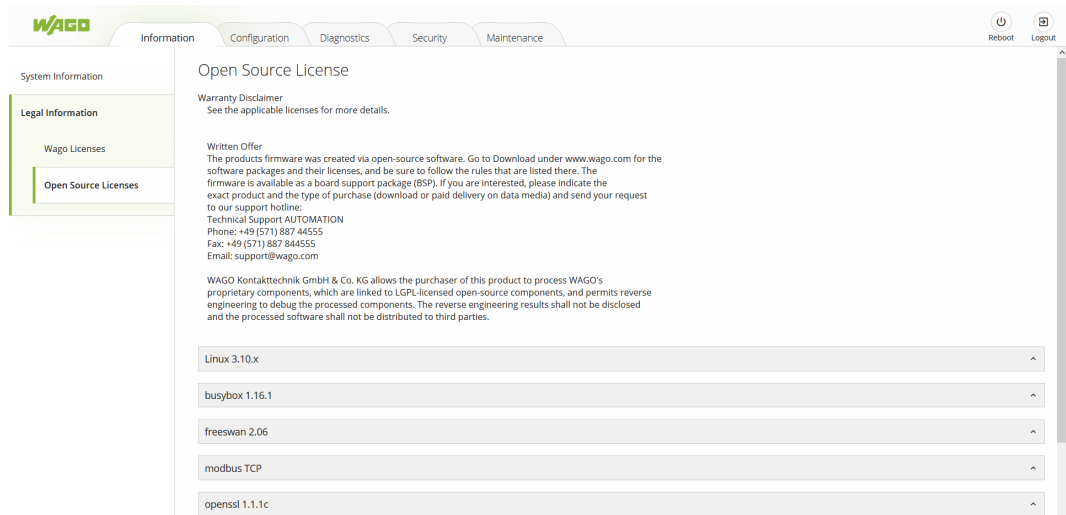 WAGO
Information
Configuration
Diagnostics
Security
Maintenance
Reboot
Logout
System Information
Legal Information
Wago Licenses
Open Source Licenses
Open Source License
Warranty Disclaimer
See the applicable licenses for more details.
Written Offer
The products firmware was created via open-source software. Go to Download under www.wago.com for the
software packages and their licenses, and be sure to follow the rules that are listed there. The
firmware is available as a board support package (BSP). If you are interested, please indicate the
exact product and the type of purchase (download or paid delivery on data media) and send your request
to our support hotline:
Technical Support AUTOMATION
Phone: +49 (571) 887 44555
Fax: +49 (571) 887 844555
Email: support@wago.com
WAGO Kontakttechnik GmbH & Co. KG allows the purchaser of this product to process WAGO's
proprietary components, which are linked to LGPL-licensed open-source components, and permits reverse
engineering to debug the processed components. The reverse engineering results shall not be disclosed
and the processed software shall not be distributed to third parties.
Linux 3.10.x
busybox 1.16.1
freeswan 2.06
modbus TCP
openssl 1.1.1c